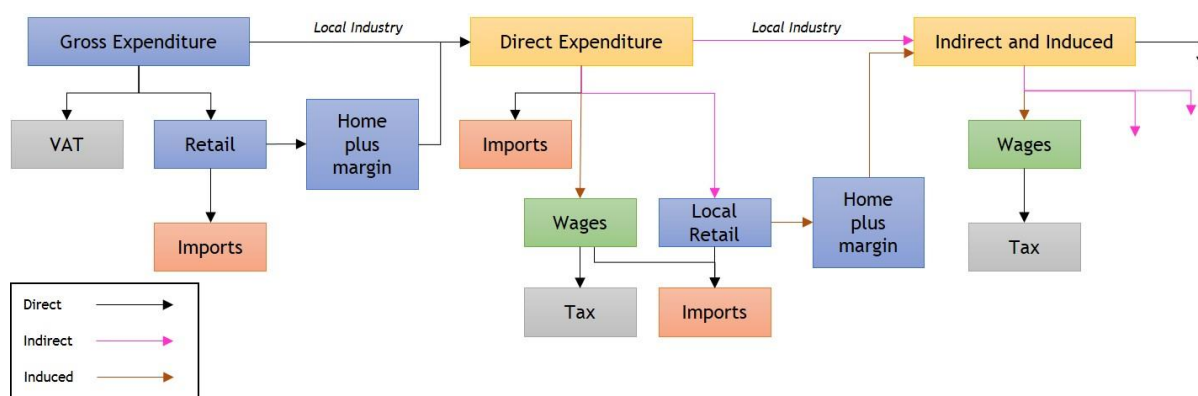 Gross Expenditure
Local Industry
Direct Expenditure
Local Industry
Indirect and Induced
VAT
Retail
Home
plus
margin
Imports
Wages
Imports
Wages
Local
Retail
Home
plus
margin
Tax
Tax
Imports
Direct
Indirect
Induced